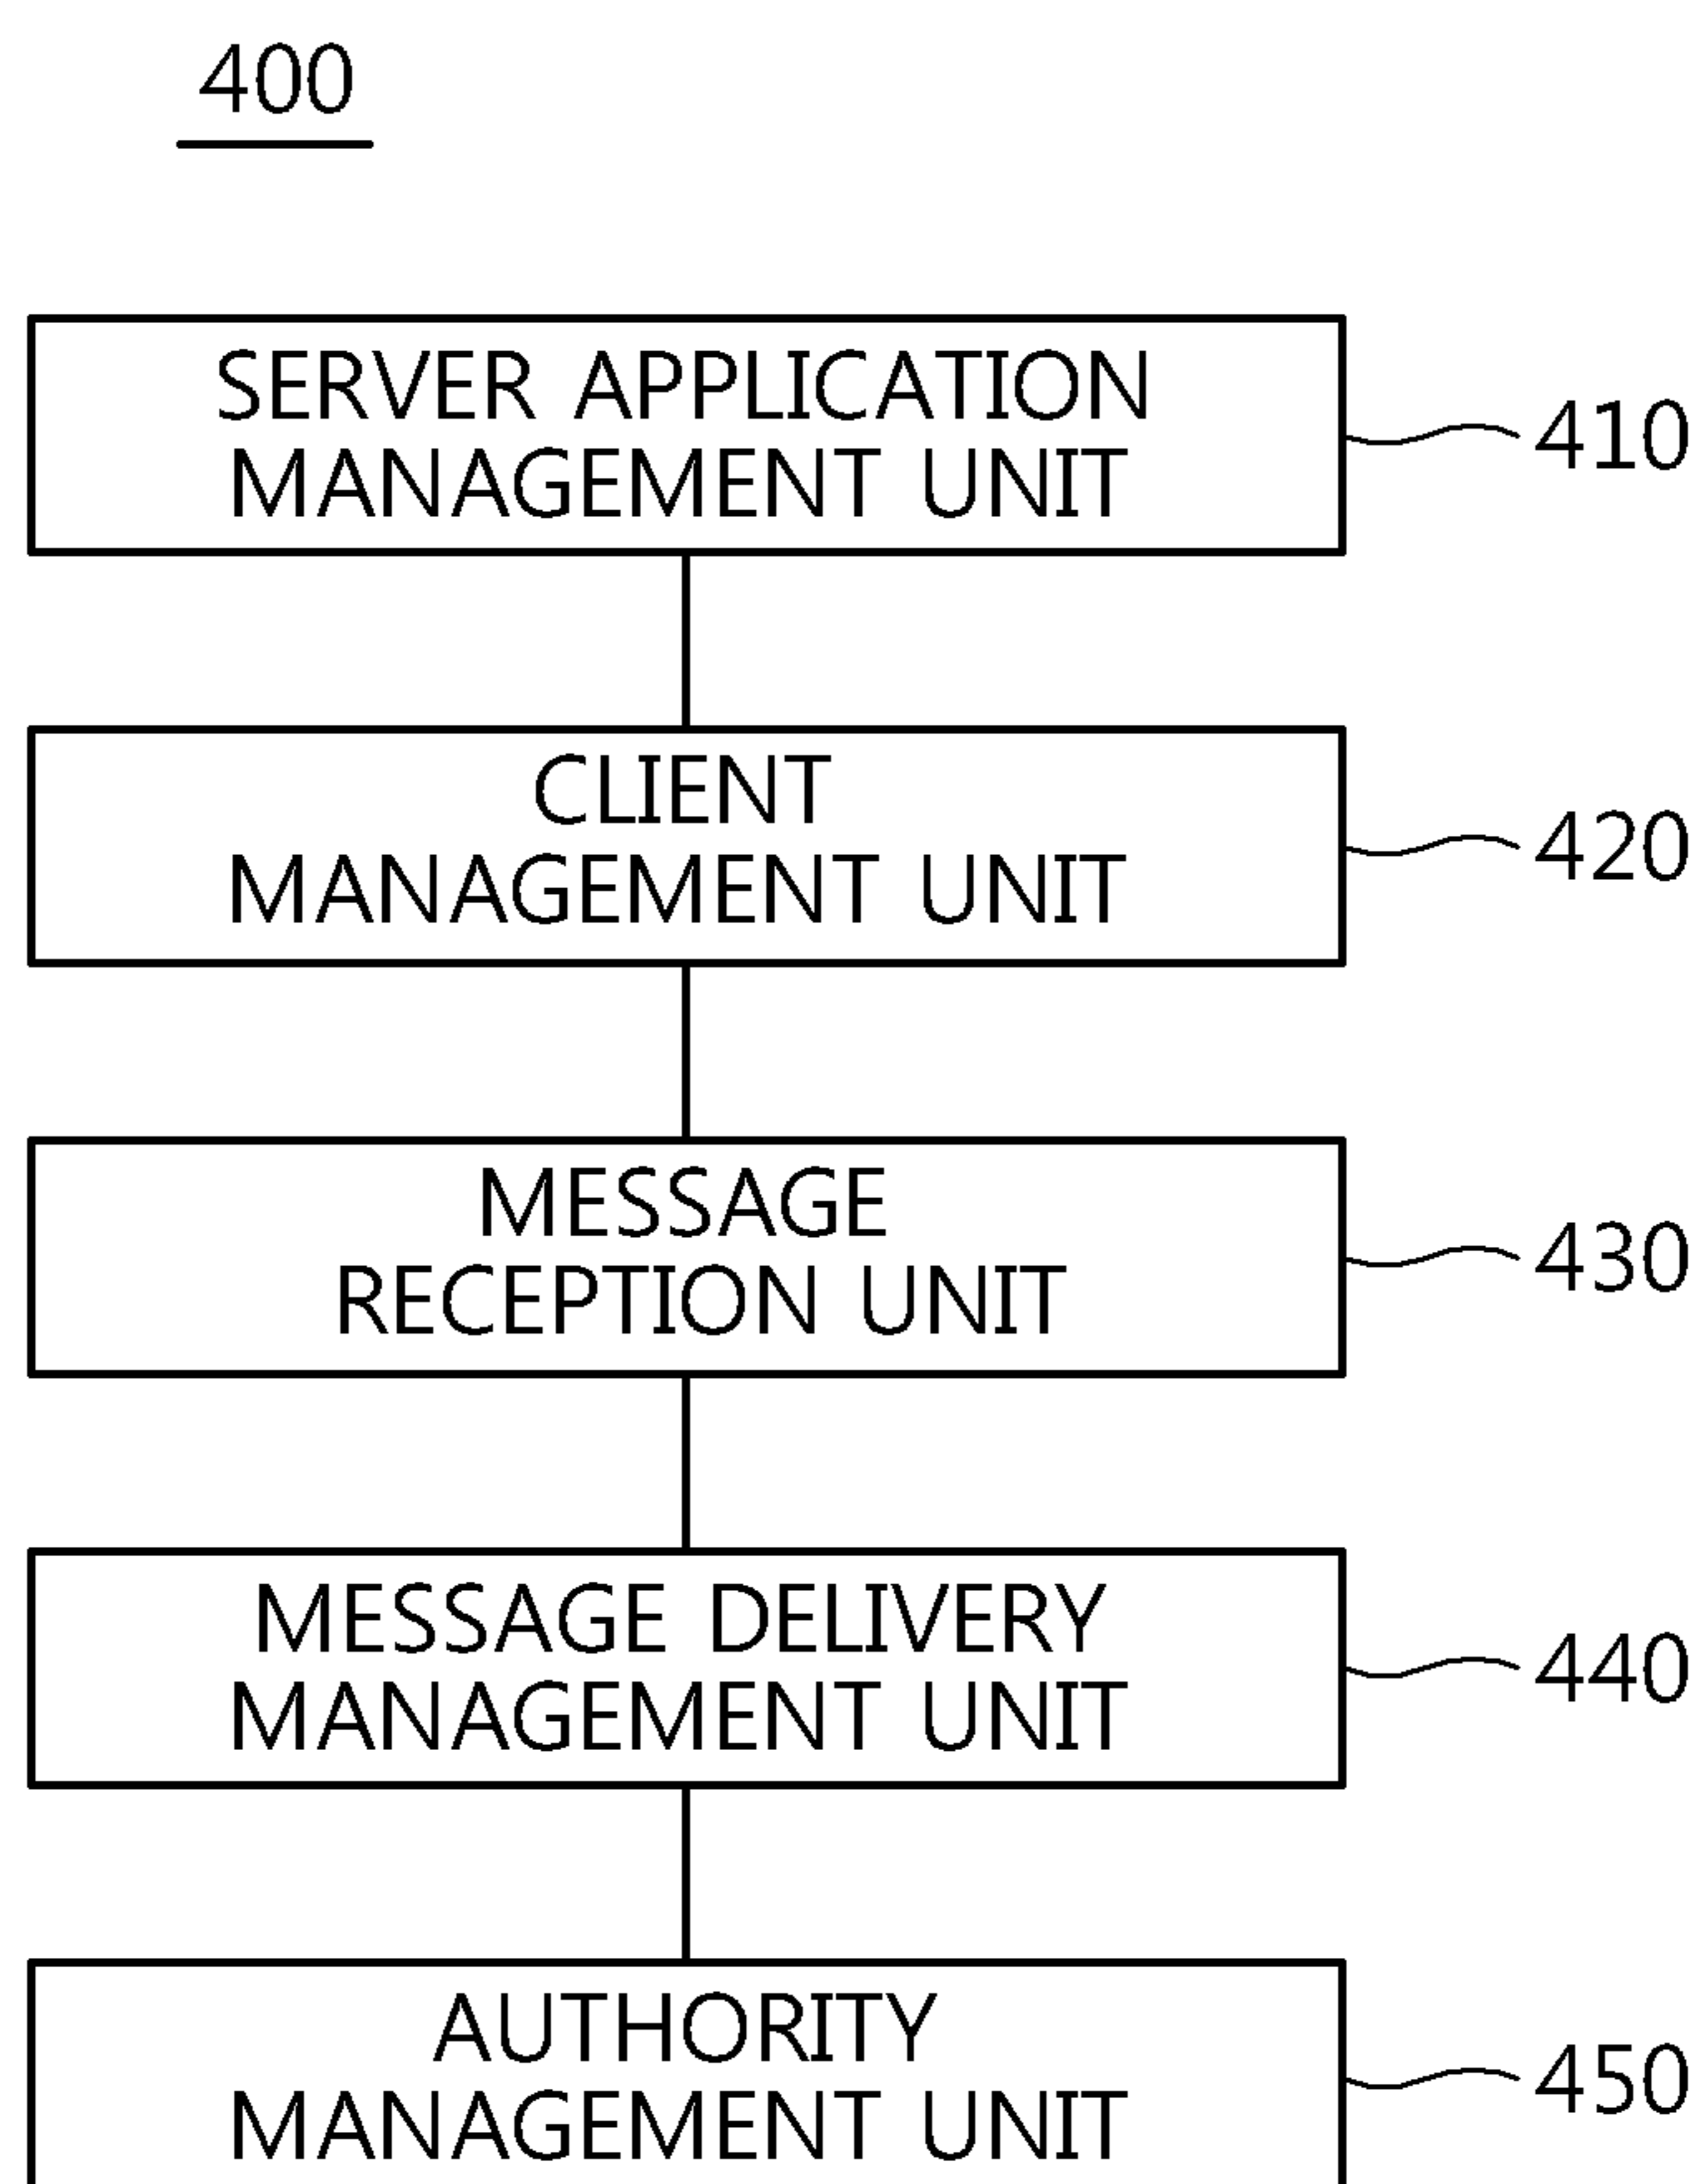 400
SERVER APPLICATION
MANAGEMENT UNIT
410
CLIENT
MANAGEMENT UNIT
420
MESSAGE
RECEPTION UNIT
430
MESSAGE DELIVERY
MANAGEMENT UNIT
440
AUTHORITY
MANAGEMENT UNIT
450